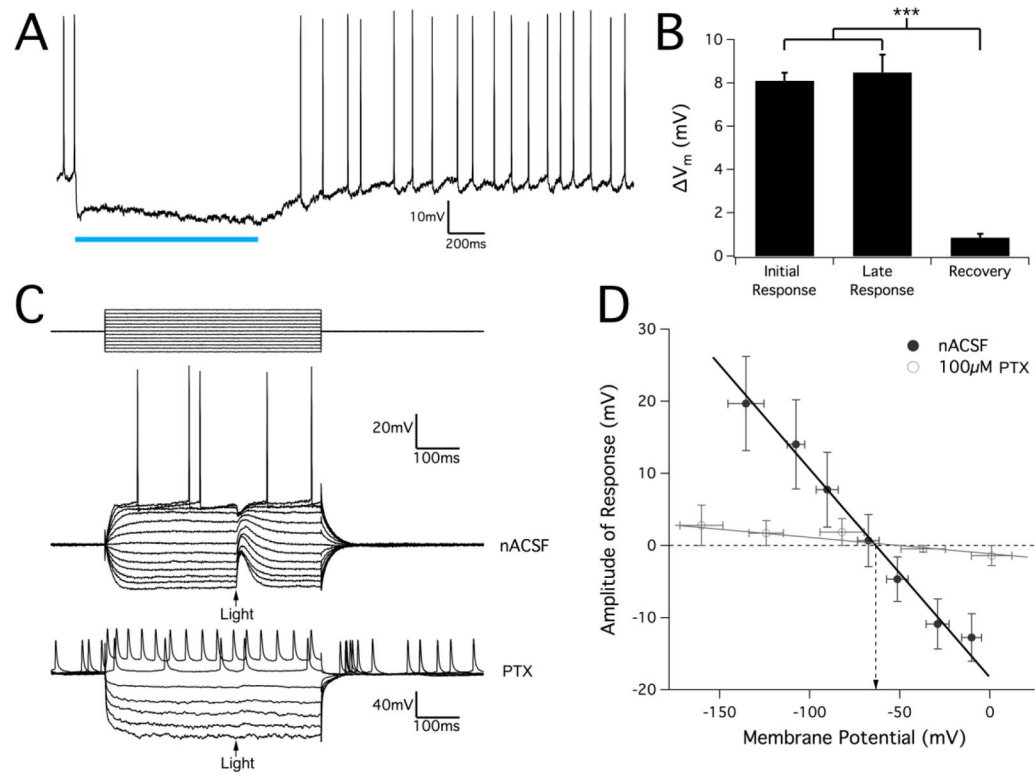 A
10mV
200ms
B
***
ΔVm (mV)
10
8
6
4
2
0
Initial
Response
Late
Response
Recovery
C
20mV
100ms
nACSF
Light
PTX
40mV
100ms
Light
D
nACSF
100µM PTX
Amplitude of Response (mV)
30
20
10
0
-10
-20
-150
-100
-50
0
Membrane Potential (mV)